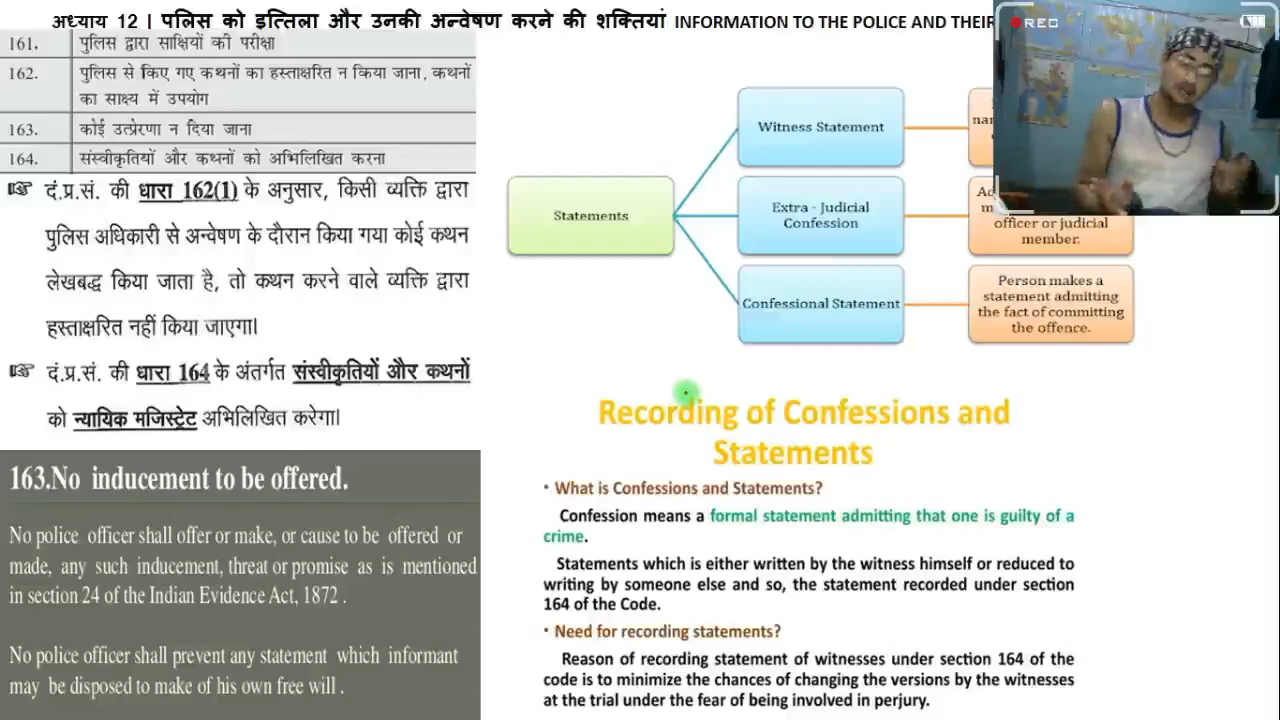 अध्याय 12 | पुलिस को इत्तिला और उनकी अन्वेषण करने की शक्तियां INFORMATION TO THE POLICE AND THEIR
REC
161. पुलिस द्वारा साक्षियों की परीक्षा
162. पुलिस से किए गए कथनों का हस्ताक्षरित न किया जाना, कथनों
का साक्ष्य में उपयोग
163. कोई उत्प्रेरणा न दिया जाना
164. संस्वीकृतियों और कथनों को अभिलिखित करना
☞ दं.प्र.सं. की धारा 162(1) के अनुसार, किसी व्यक्ति द्वारा
पुलिस अधिकारी से अन्वेषण के दौरान किया गया कोई कथन
लेखबद्ध किया जाता है, तो कथन करने वाले व्यक्ति द्वारा
हस्ताक्षरित नहीं किया जाएगा।
☞ दं.प्र.सं. की धारा 164 के अंतर्गत संस्वीकृतियों और कथनों
को न्यायिक मजिस्ट्रेट अभिलिखित करेगा।
163.No inducement to be offered.
No police officer shall offer or make, or cause to be offered or
made, any such inducement, threat or promise as is mentioned
in section 24 of the Indian Evidence Act, 1872 .
No police officer shall prevent any statement which informant
may be disposed to make of his own free will .
Statements
Witness Statement
Extra - Judicial
Confession
officer or judicial
member.
Confessional Statement
Person makes a
statement admitting
the fact of committing
the offence.
Recording of Confessions and
Statements
• What is Confessions and Statements?
Confession means a formal statement admitting that one is guilty of a
crime.
Statements which is either written by the witness himself or reduced to
writing by someone else and so, the statement recorded under section
164 of the Code.
• Need for recording statements?
Reason of recording statement of witnesses under section 164 of the
code is to minimize the chances of changing the versions by the witnesses
at the trial under the fear of being involved in perjury.